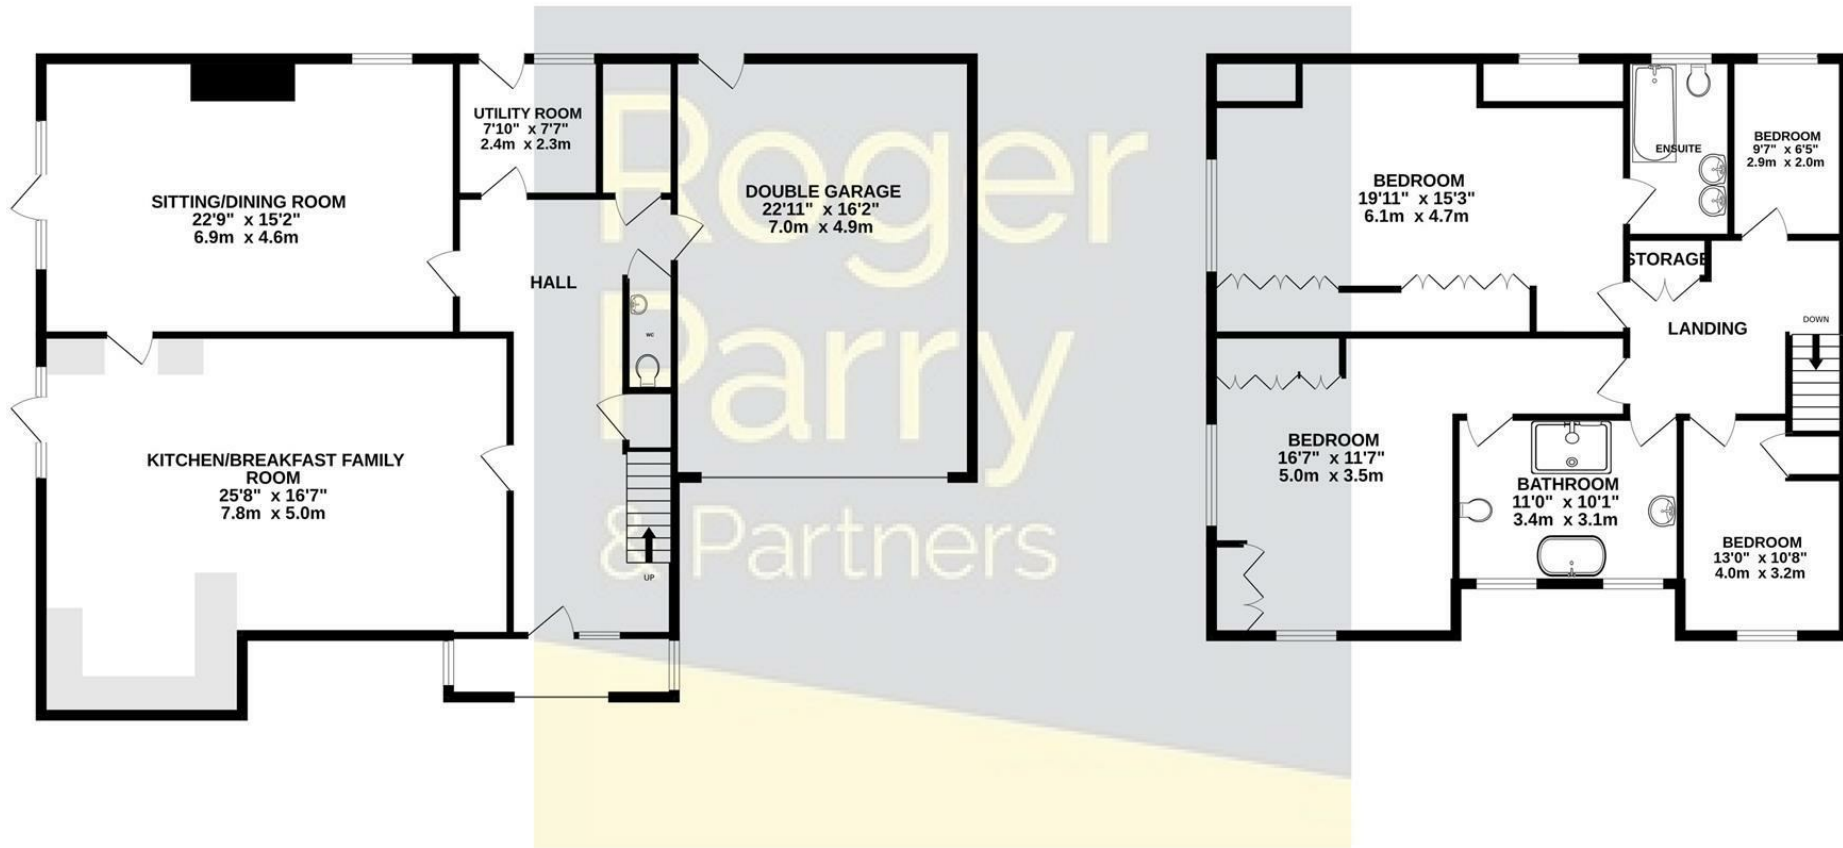 UTILITY ROOM
7'10" x 7'7"
2.4m x 2.3m
SITTING/DINING ROOM
22'9" x 15'2"
6.9m x 4.6m
DOUBLE GARAGE
22'11" x 16'2"
7.0m x 4.9m
HALL
WC
KITCHEN/BREAKFAST FAMILY
ROOM
25'8" x 16'7"
7.8m x 5.0m
UP
Roger
Parry
& Partners
BEDROOM
19'11" x 15'3"
6.1m x 4.7m
ENSUITE
BEDROOM
9'7" x 6'5"
2.9m x 2.0m
STORAGE
LANDING
DOWN
BEDROOM
16'7" x 11'7"
5.0m x 3.5m
BATHROOM
11'0" x 10'1"
3.4m x 3.1m
BEDROOM
13'0" x 10'8"
4.0m x 3.2m